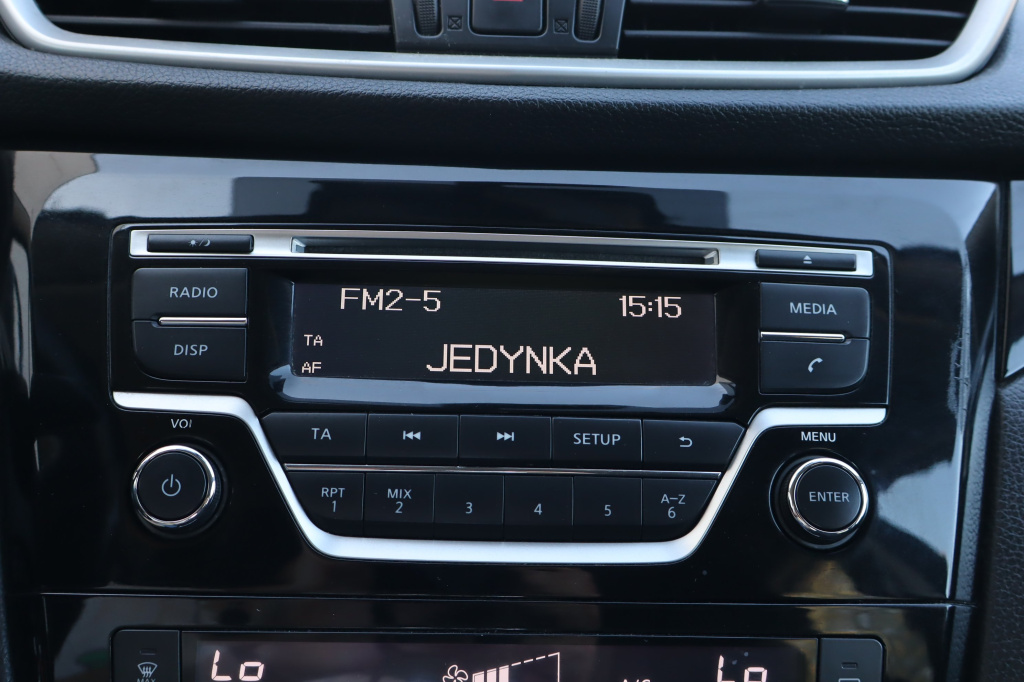 RADIO
DISP
FM2-5 15:15
TA
AF JEDYNKA
MEDIA
VOL
TA SETUP
MENU
RPT 1 MIX 2 3 4 5 A-Z 6
ENTER
Lo Lo
MAX